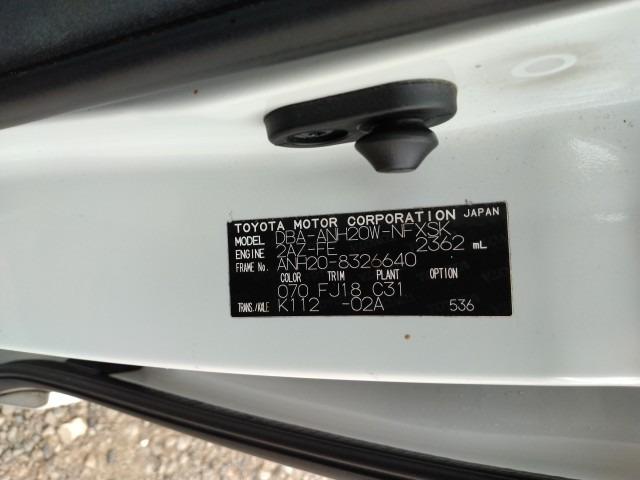 TOYOTA MOTOR CORPORATION JAPAN
MODEL DBA-ANH20W-NFXSK
ENGINE 2AZ-FE 2362 mL
FRAME No. ANH20-8326640
COLOR TRIM PLANT OPTION
070 FJ18 C31
TRANS./AXLE K112 -02A 536